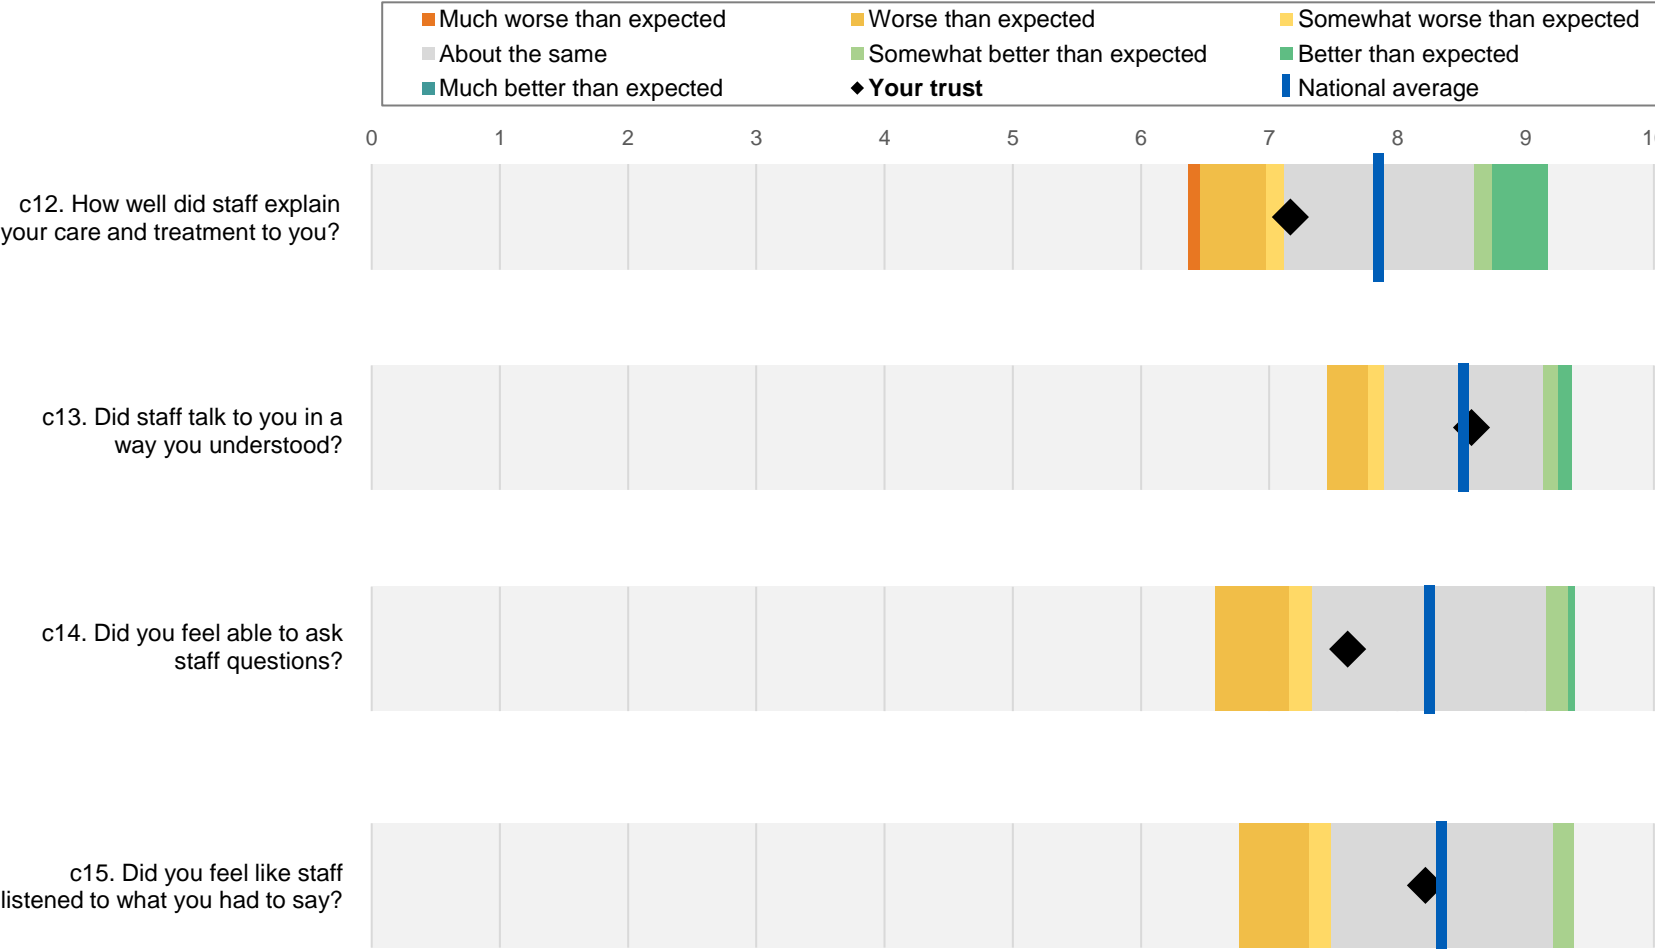 Much worse than expected
Worse than expected
Somewhat worse than expected
About the same
Somewhat better than expected
Better than expected
Much better than expected
Your trust
National average
0 1 2 3 4 5 6 7 8 9
c12. How well did staff explain
your care and treatment to you?
c13. Did staff talk to you in a
way you understood?
c14. Did you feel able to ask
staff questions?
c15. Did you feel like staff
listened to what you had to say?